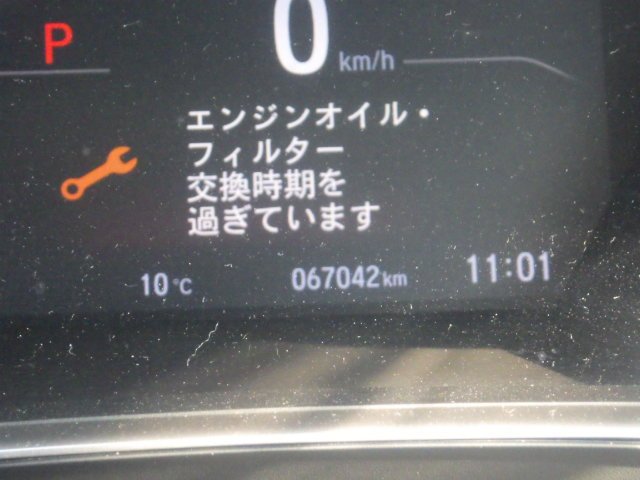 P
0 km/h
エンジンオイル・
フィルター
交換時期を
過ぎています
10°C 067042km 11:01